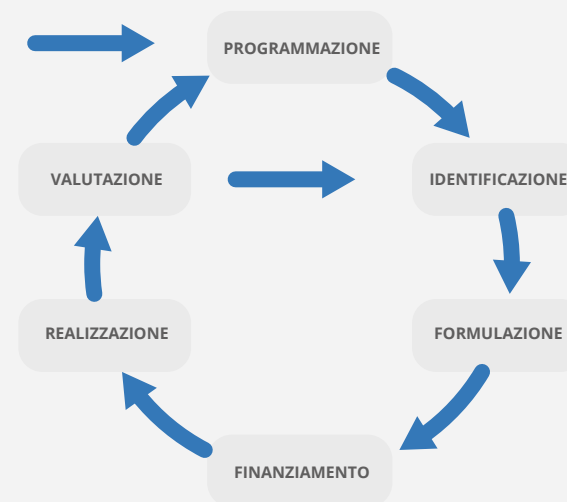 PROGRAMMAZIONE
VALUTAZIONE
IDENTIFICAZIONE
REALIZZAZIONE
FORMULAZIONE
FINANZIAMENTO